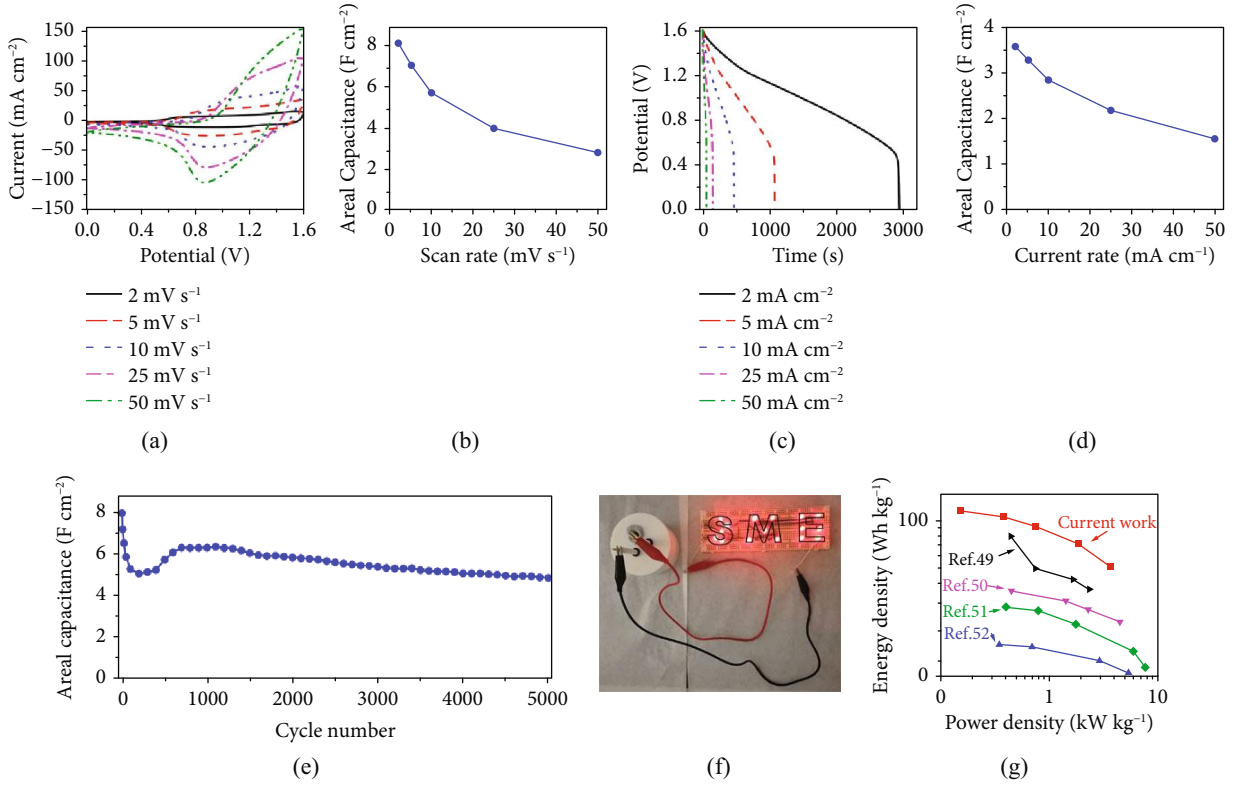 Current (mA cm⁻²)
150
100
50
0
−50
−100
−150
0.0 0.4 0.8 1.2 1.6
Potential (V)
2 mV s⁻¹
5 mV s⁻¹
10 mV s⁻¹
25 mV s⁻¹
50 mV s⁻¹
(a)
Areal Capacitance (F cm⁻²)
8
6
4
2
0
0 10 20 30 40 50
Scan rate (mV s⁻¹)
(b)
Potential (V)
1.6
1.2
0.8
0.4
0.0
0 1000 2000 3000
Time (s)
2 mA cm⁻²
5 mA cm⁻²
10 mA cm⁻²
25 mA cm⁻²
50 mA cm⁻²
(c)
Areal Capacitance (F cm⁻²)
4
3
2
1
0
0 10 20 30 40 50
Current rate (mA cm⁻¹)
(d)
Areal capacitance (F cm⁻²)
8
6
4
2
0
0 1000 2000 3000 4000 5000
Cycle number
(e)
SME
(f)
Energy density (Wh kg⁻¹)
100
0
Current work
Ref.49
Ref.50
Ref.51
Ref.52
0 1 10
Power density (kW kg⁻¹)
(g)